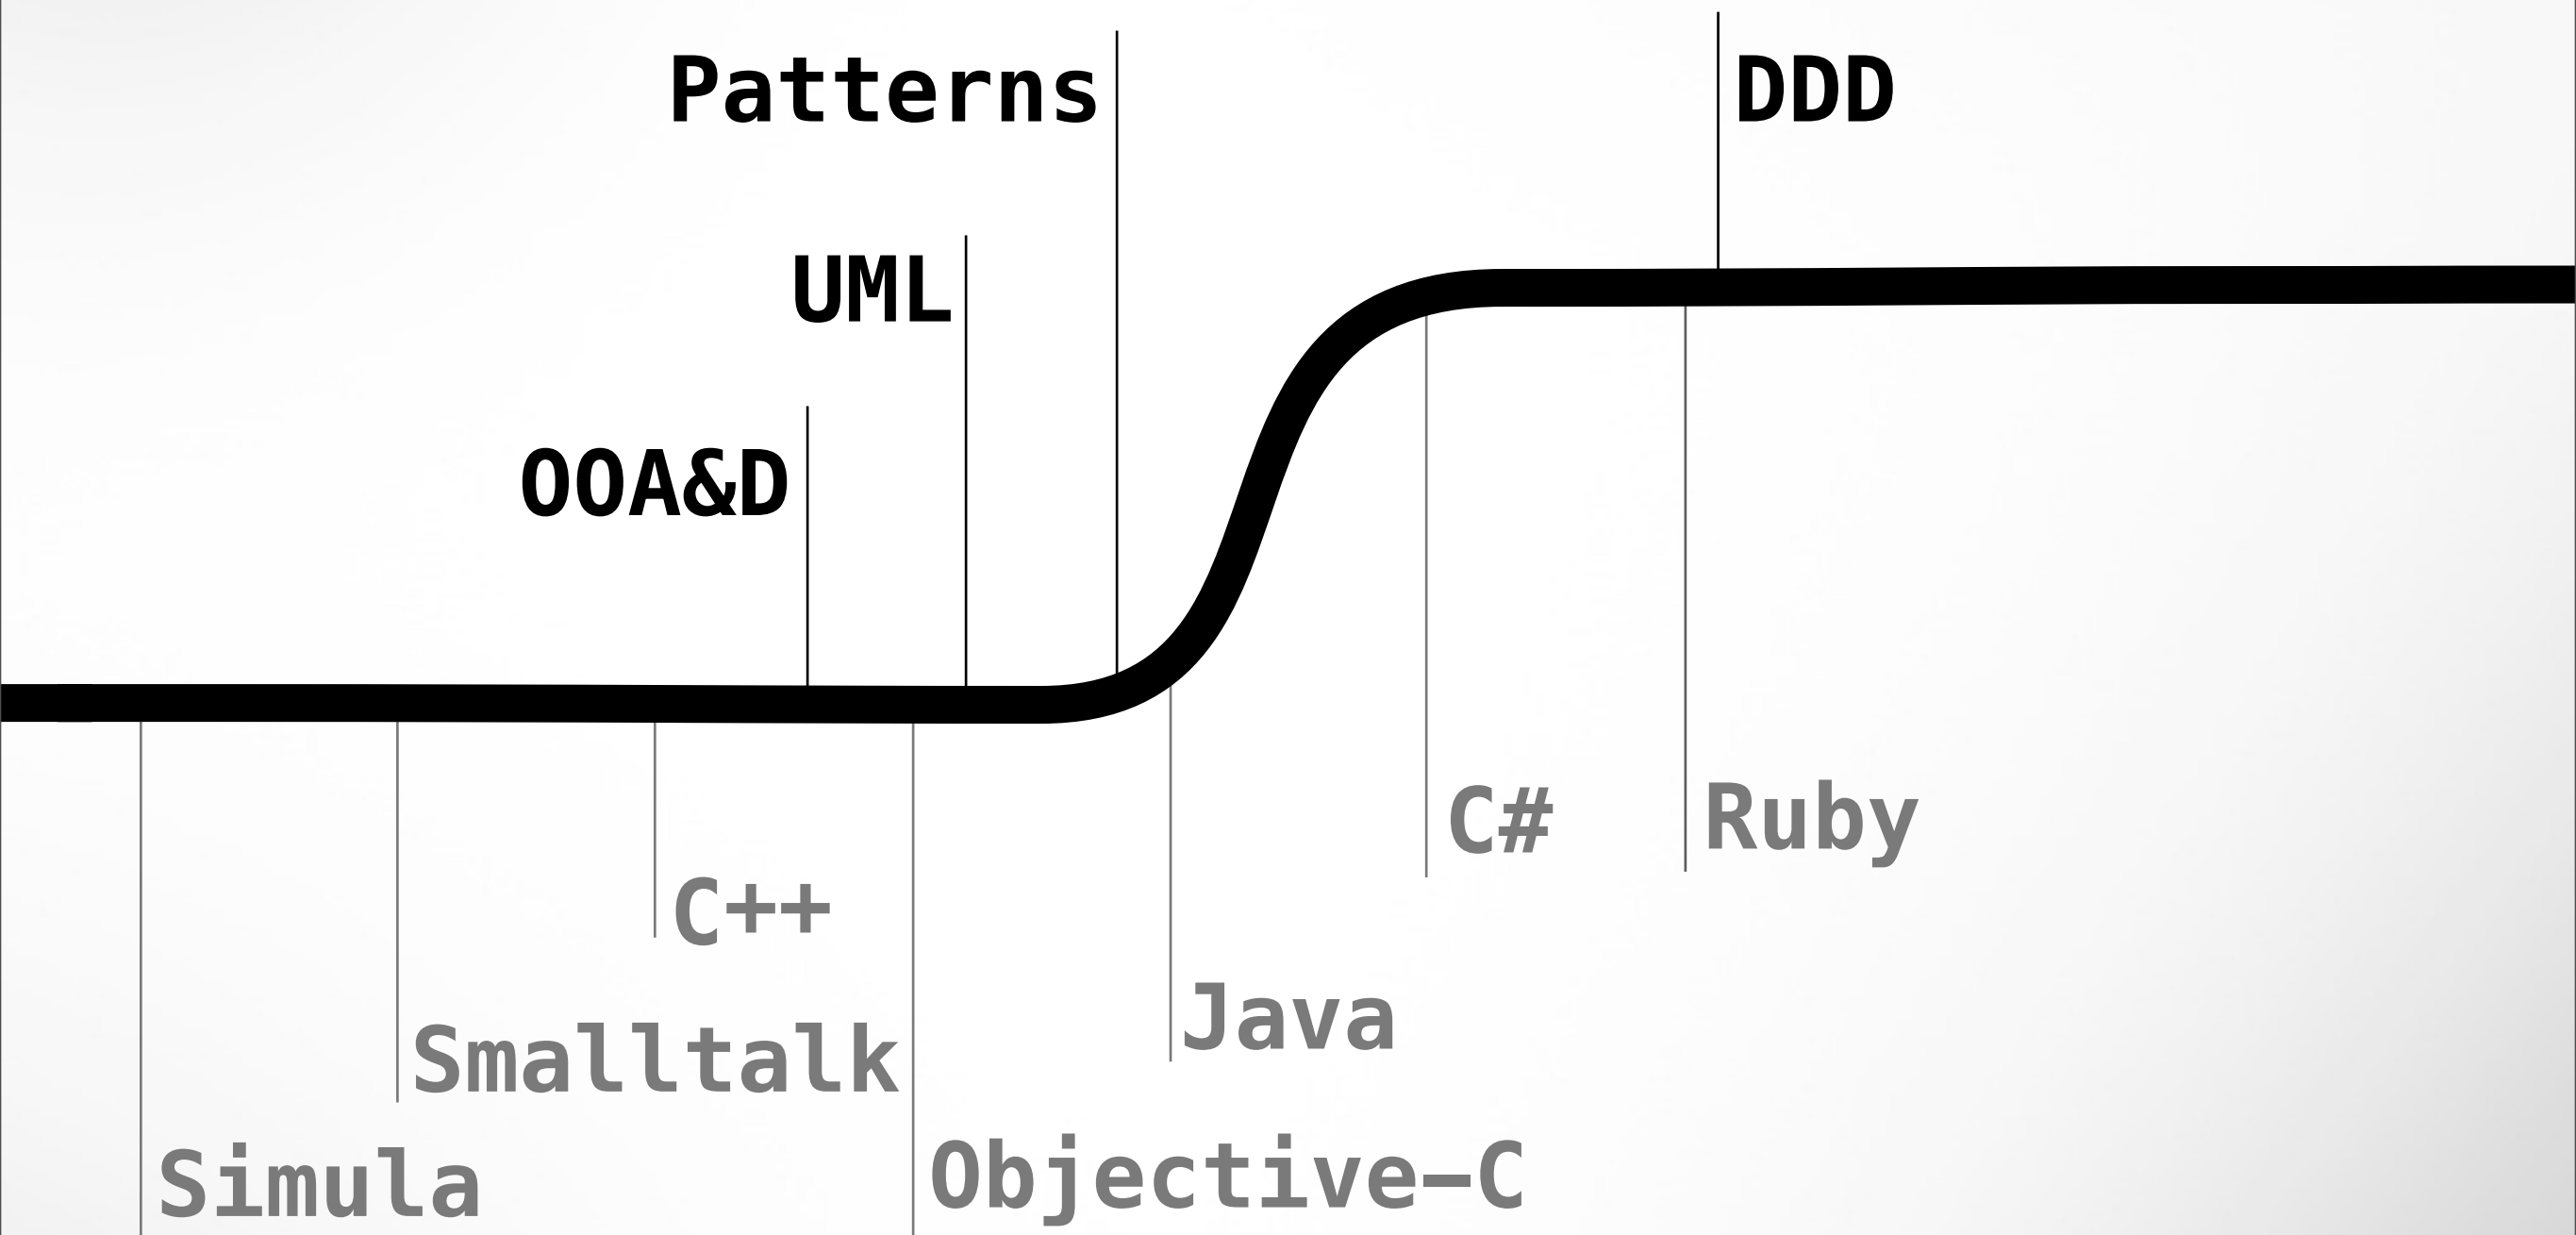 Patterns
DDD
UML
OOA&D
C#
Ruby
C++
Java
Smalltalk
Objective-C
Simula